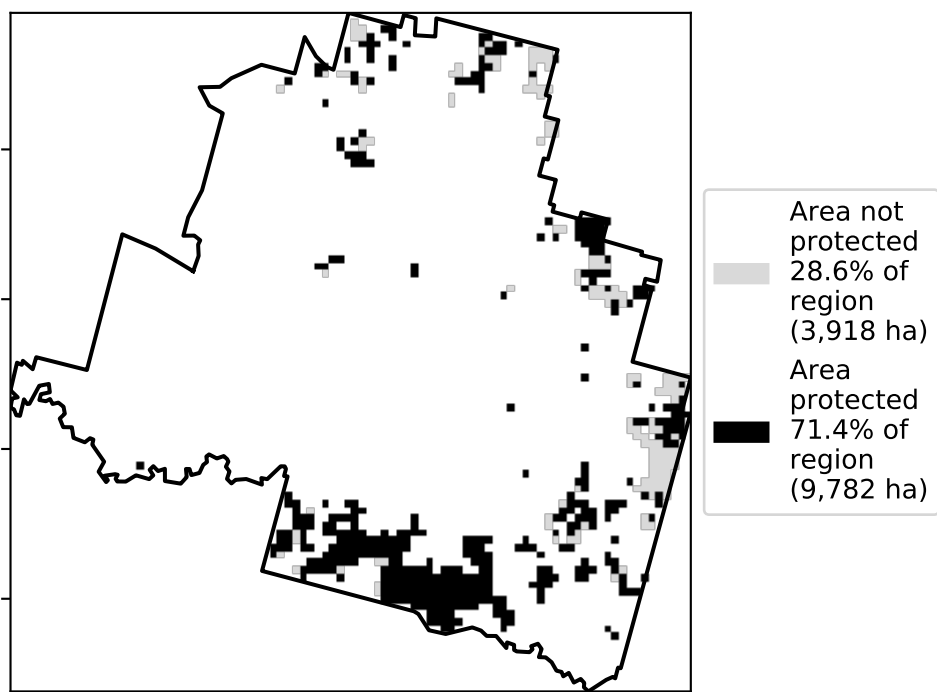 Area not
protected
28.6% of
region
(3,918 ha)
Area
protected
71.4% of
region
(9,782 ha)